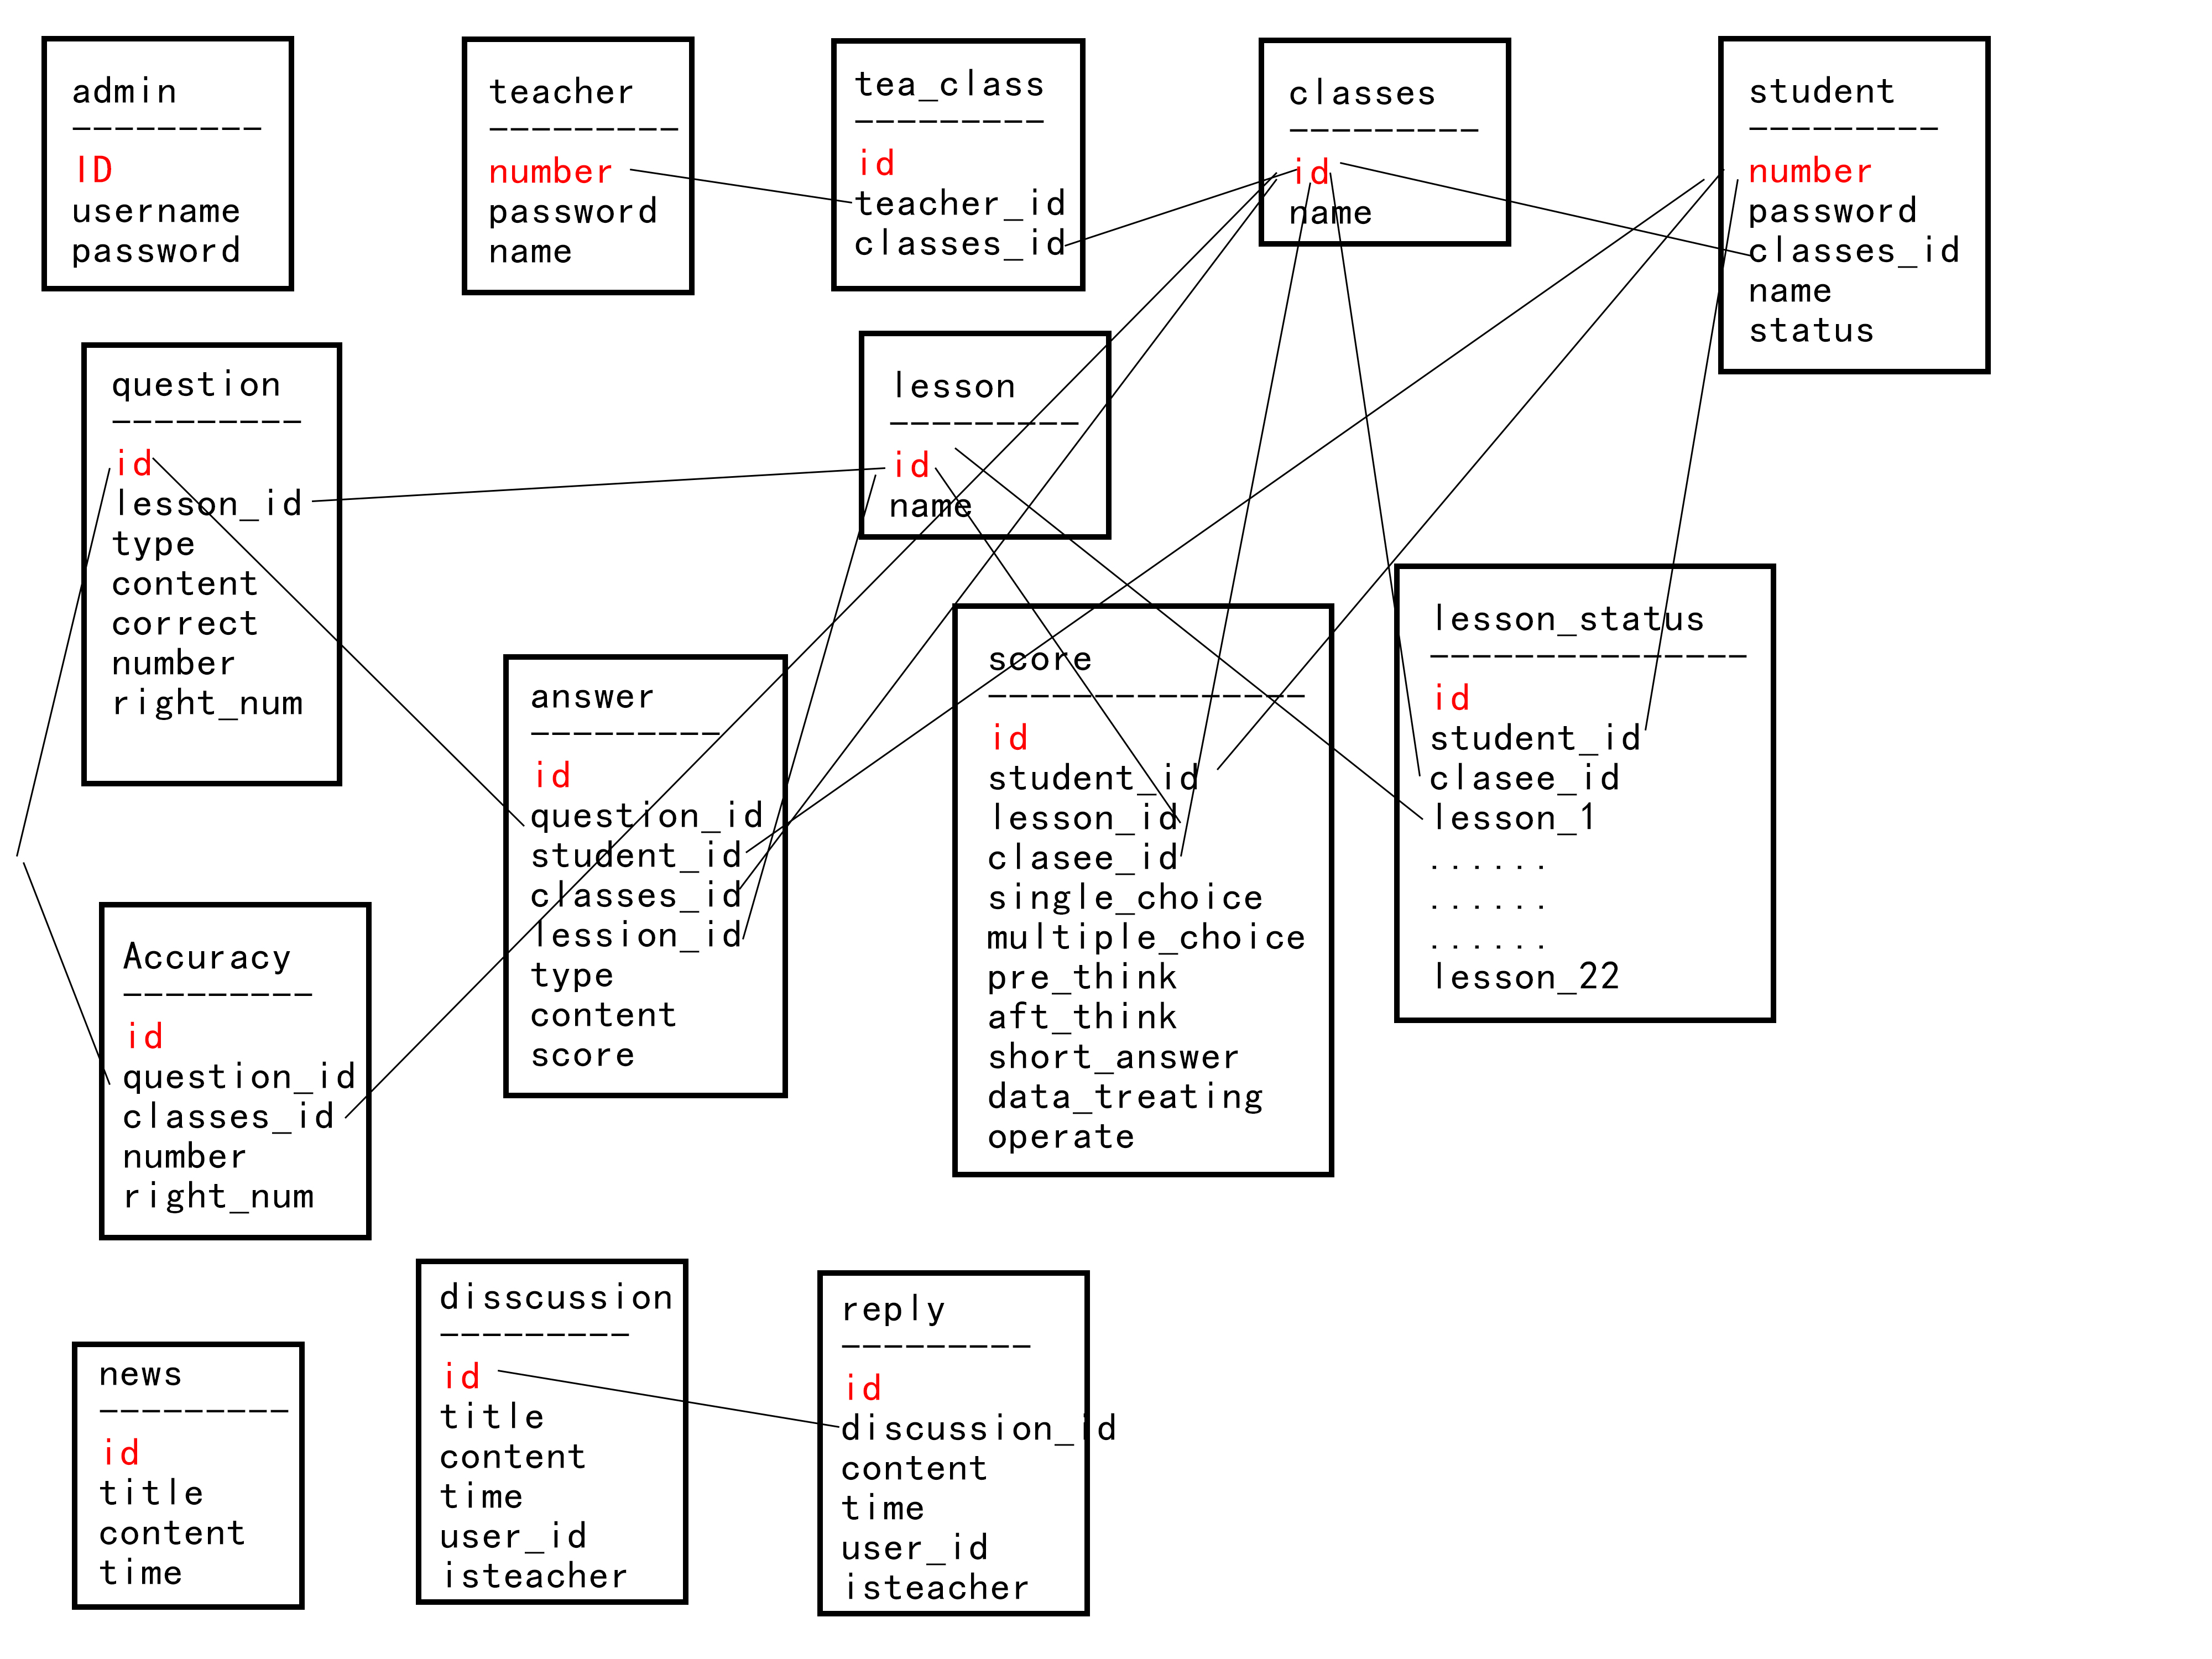 admin
---------
ID
username
password
teacher
---------
number
password
name
tea_class
---------
id
teacher_id
classes_id
classes
---------
id
name
student
---------
number
password
classes_id
name
status
question
---------
id
lesson_id
type
content
correct
number
right_num
lesson
---------
id
name
answer
---------
id
question_id
student_id
classes_id
lession_id
type
content
score
score
---------------
id
student_id
lesson_id
clasee_id
single_choice
multiple_choice
pre_think
aft_think
short_answer
data_treating
operate
lesson_status
---------------
id
student_id
clasee_id
lesson_1
......
......
......
lesson_22
Accuracy
---------
id
question_id
classes_id
number
right_num
news
---------
id
title
content
time
disscussion
---------
id
title
content
time
user_id
isteacher
reply
---------
id
discussion_id
content
time
user_id
isteacher